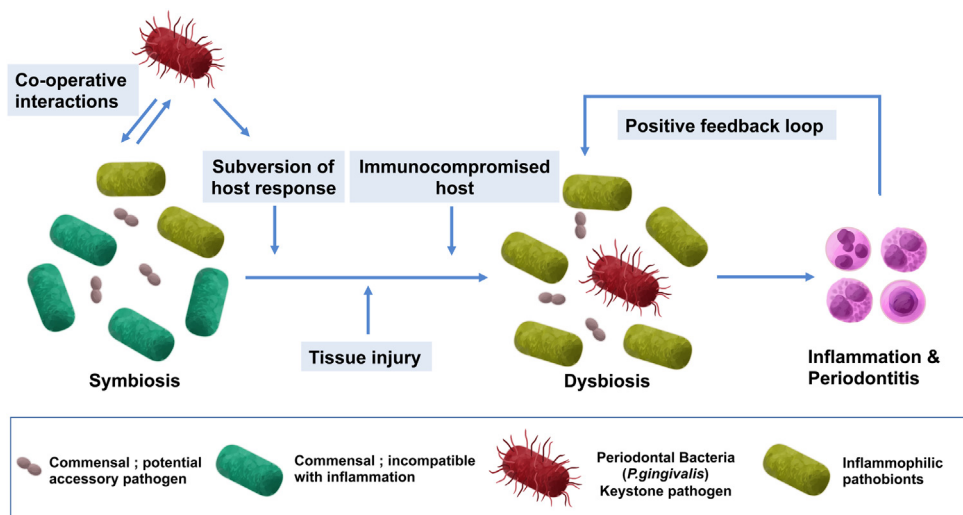 Co-operative
interactions
Subversion of
host response
Immunocompromised
host
Positive feedback loop
Tissue injury
Symbiosis
Dysbiosis
Inflammation &
Periodontitis
Commensal ; potential
accessory pathogen
Commensal ; incompatible
with inflammation
Periodontal Bacteria
(P.gingivalis)
Keystone pathogen
Inflammophilic
pathobionts